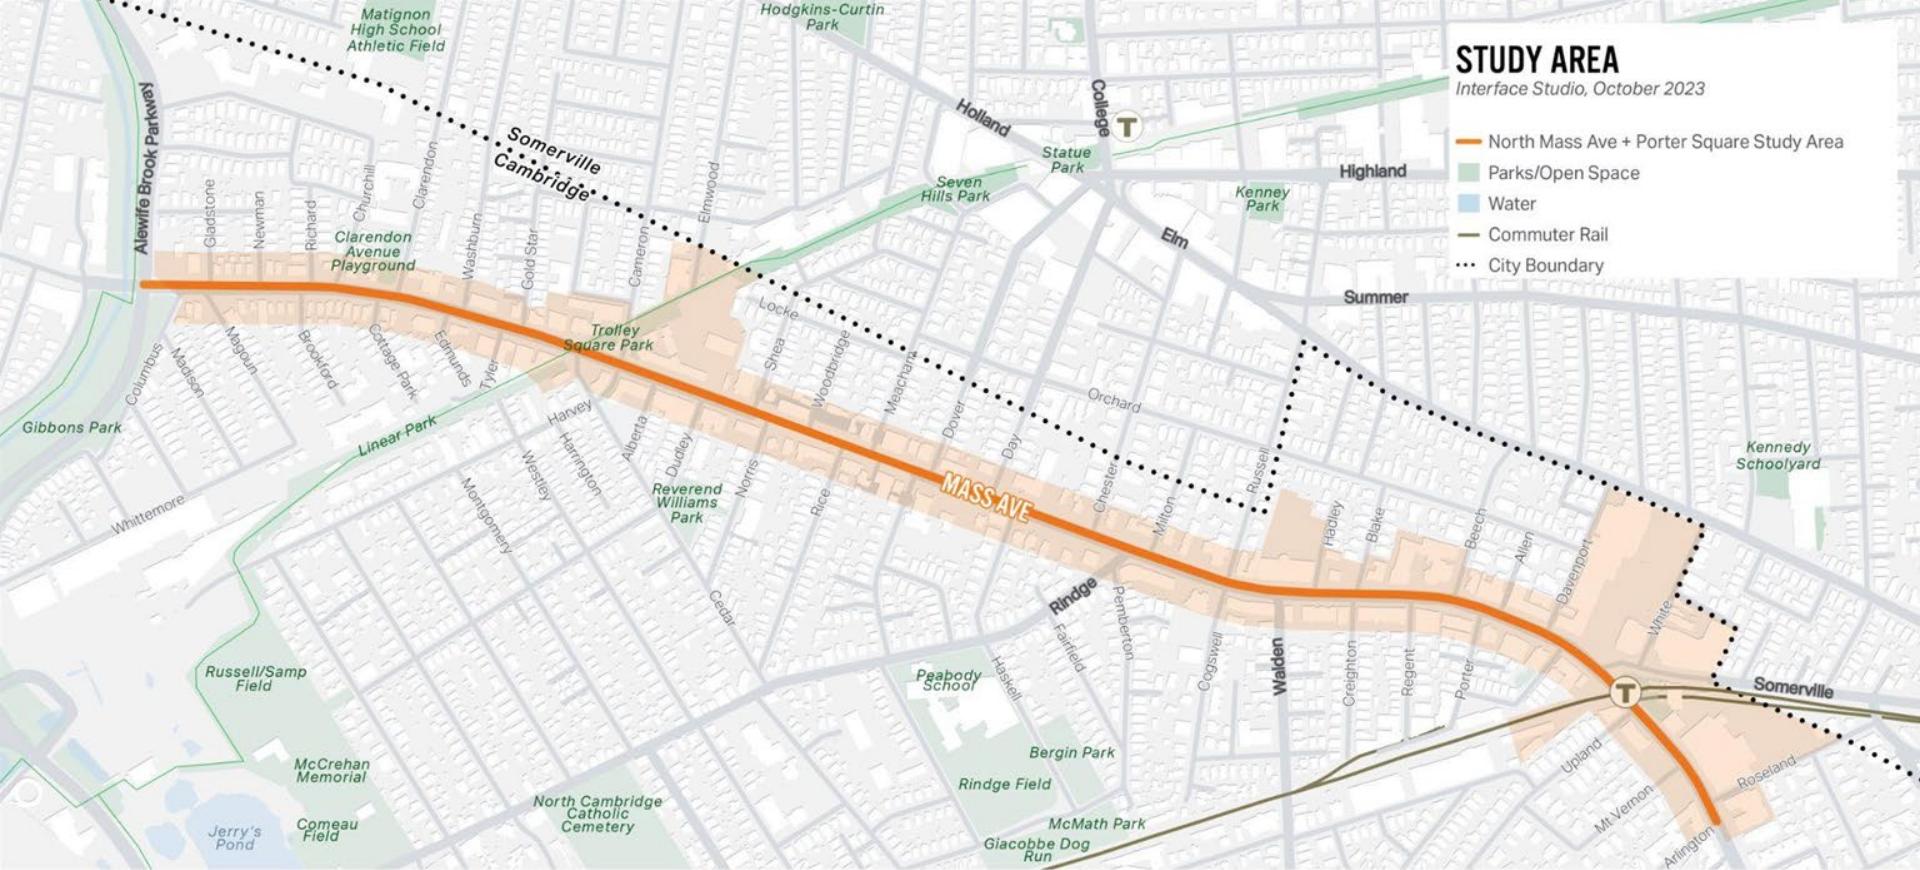 Matignon
High School
Athletic Field
Hodgkins-Curtin
Park
STUDY AREA
Interface Studio, October 2023
North Mass Ave + Porter Square Study Area
Parks/Open Space
Water
Commuter Rail
City Boundary
Alewife Brook Parkway
Somerville
Cambridge
Holland
College
T
Statue
Park
Seven
Hills Park
Highland
Kenney
Park
Elm
Summer
Gladstone
Newman
Richard
Churchill
Clarendon
Washburn
Gold Star
Cameron
Elmwood
Clarendon
Avenue
Playground
Trolley
Square Park
Locke
Shea
Woodbridge
Meacham
Dover
Day
Orchard
Chester
Milton
Russell
Hadley
Blake
Beech
Allen
Davenport
White
Kennedy
Schoolyard
Columbus
Madison
Magoun
Brookford
Cottage Park
Edmunds
Tyler
Harvey
Gibbons Park
Linear Park
Whittemore
Montgomery
Westley
Harrington
Alberta
Dudley
Norris
Rice
Reverend
Williams
Park
MASS AVE
Cedar
Rindge
Fairfield
Pemberton
Haskell
Cogswell
Walden
Creighton
Regent
Porter
T
Somerville
Upland
Mt Vernon
Roseland
Arlington
Peabody
School
Bergin Park
Rindge Field
McMath Park
Giacobbe Dog
Run
Russell/Samp
Field
McCrehan
Memorial
Comeau
Field
Jerry's
Pond
North Cambridge
Catholic
Cemetery